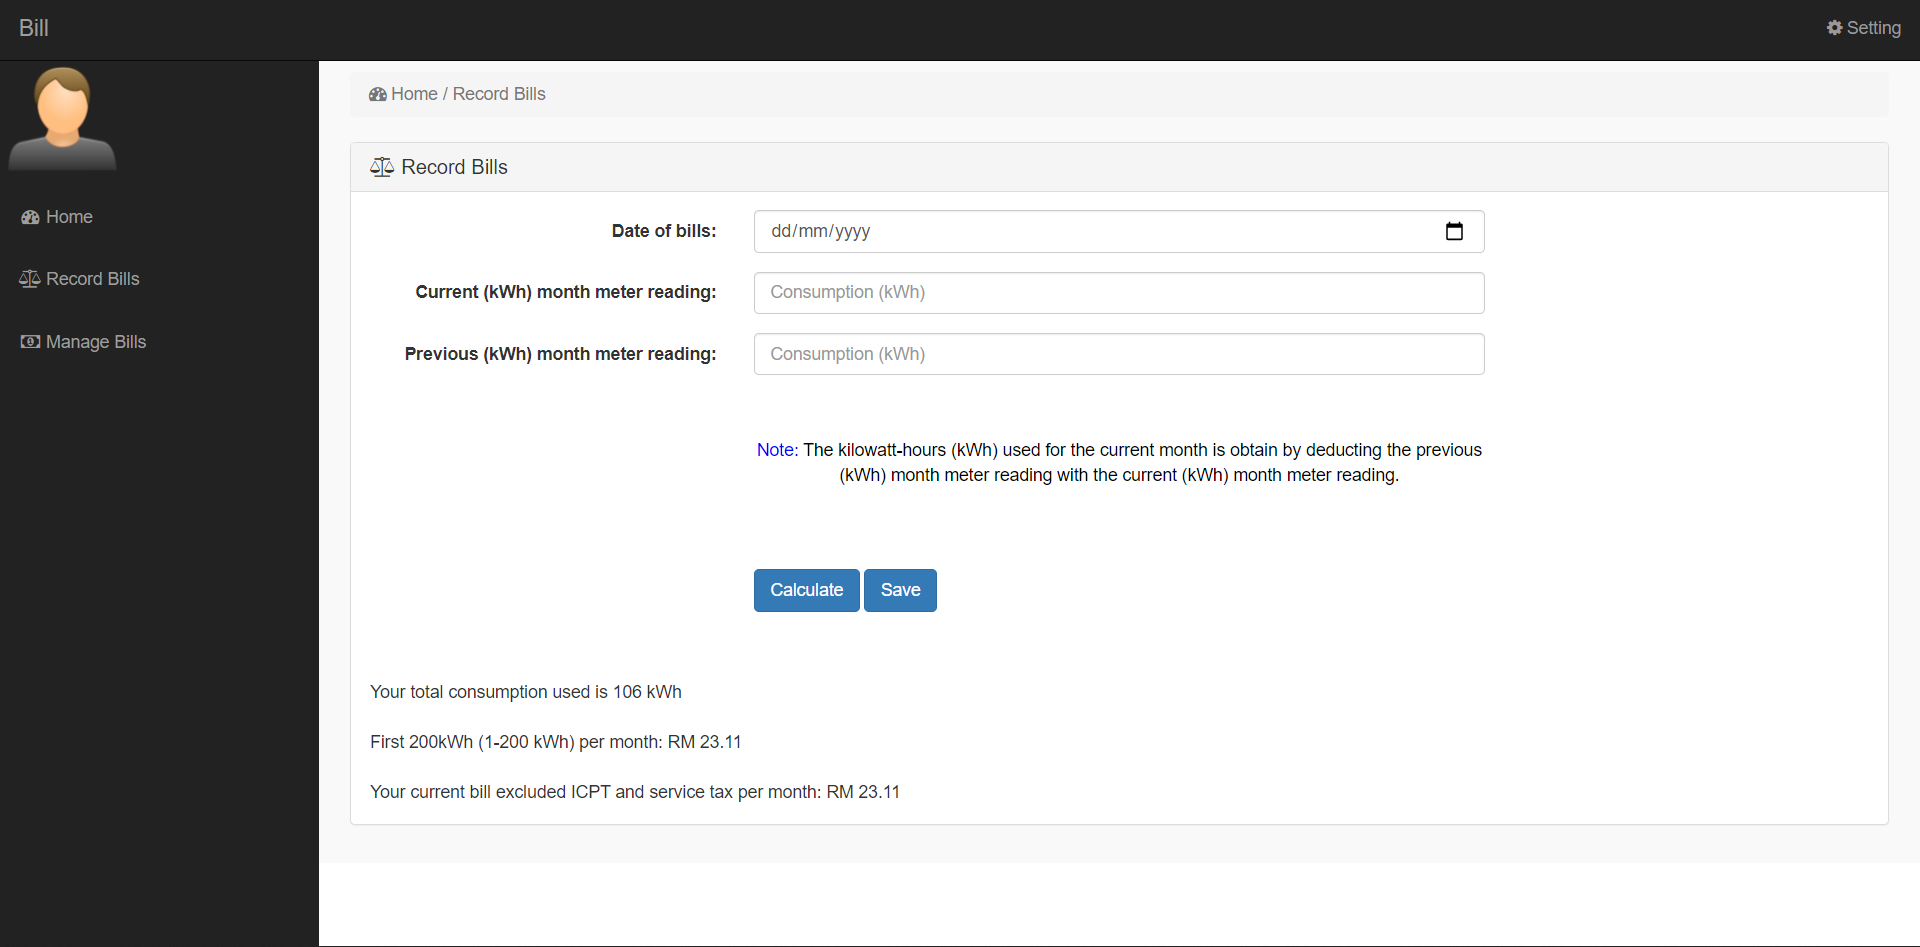 Bill
Setting
Home / Record Bills
Home
Record Bills
Manage Bills
Record Bills
Date of bills:
dd/mm/yyyy
Current (kWh) month meter reading:
Consumption (kWh)
Previous (kWh) month meter reading:
Consumption (kWh)
Note: The kilowatt-hours (kWh) used for the current month is obtain by deducting the previous
(kWh) month meter reading with the current (kWh) month meter reading.
Calculate
Save
Your total consumption used is 106 kWh
First 200kWh (1-200 kWh) per month: RM 23.11
Your current bill excluded ICPT and service tax per month: RM 23.11